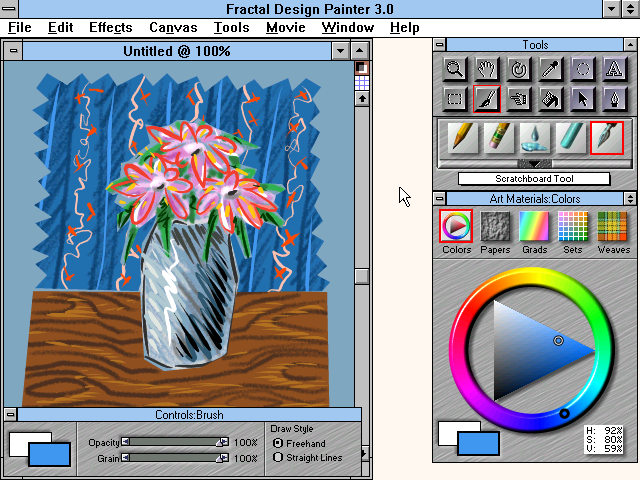 Fractal Design Painter 3.0
File Edit Effects Canvas Tools Movie Window Help
Untitled @ 100%
Tools
Scratchboard Tool
Art Materials:Colors
Colors Papers Grads Sets Weaves
H: 92%
S: 80%
V: 59%
Controls:Brush
Opacity 100%
Grain 100%
Draw Style
Freehand
Straight Lines